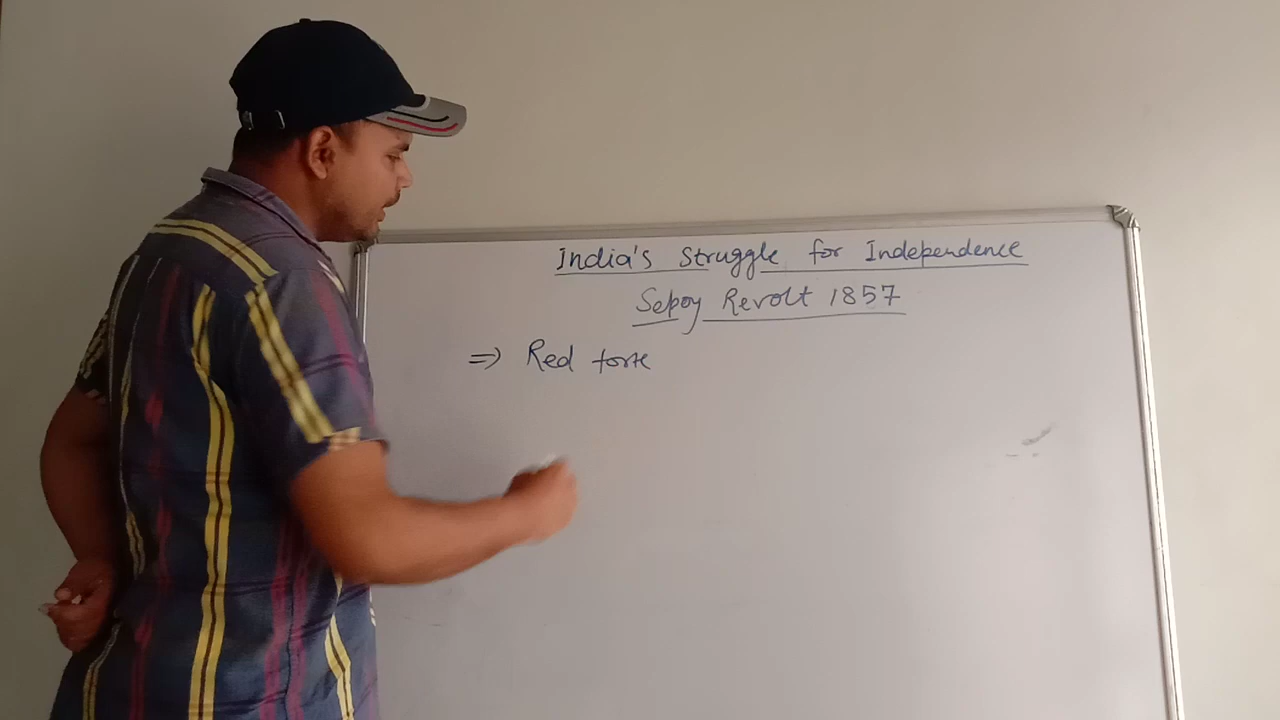 India's Struggle for Independence
Sepoy Revolt 1857
⇒ Red forte